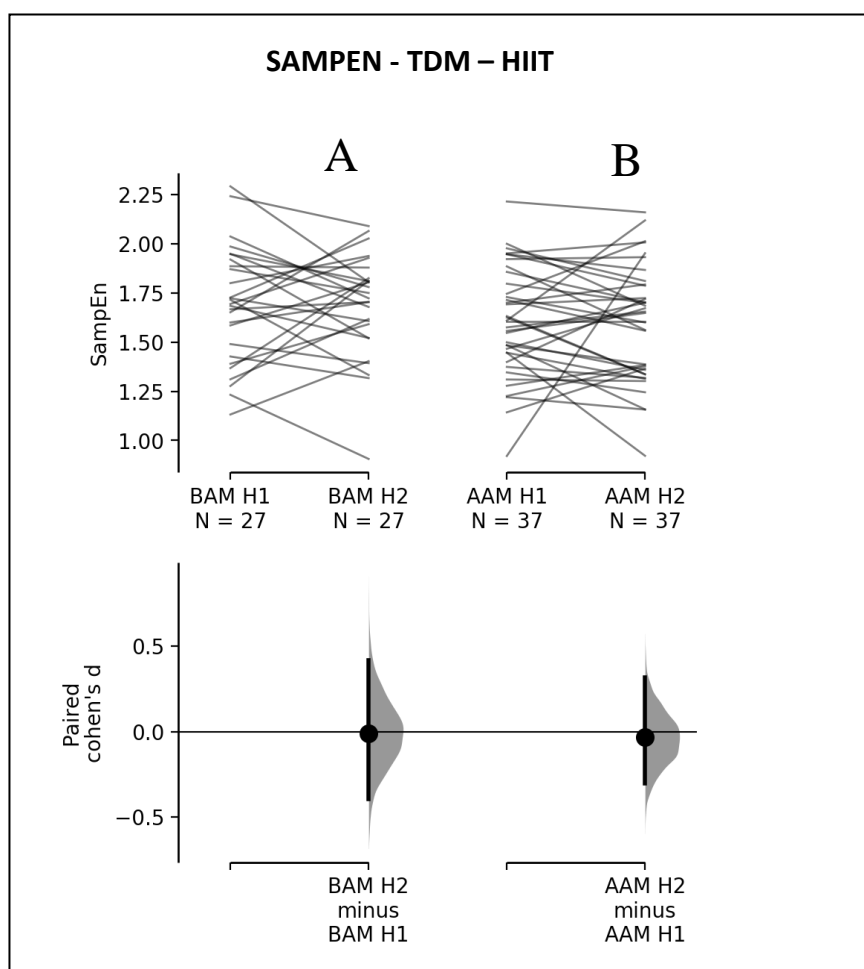 SAMPEN - TDM – HIIT
A
B
SampEn
2.25
2.00
1.75
1.50
1.25
1.00
BAM H1
N = 27
BAM H2
N = 27
AAM H1
N = 37
AAM H2
N = 37
Paired
cohen's d
0.5
0.0
−0.5
BAM H2
minus
BAM H1
AAM H2
minus
AAM H1